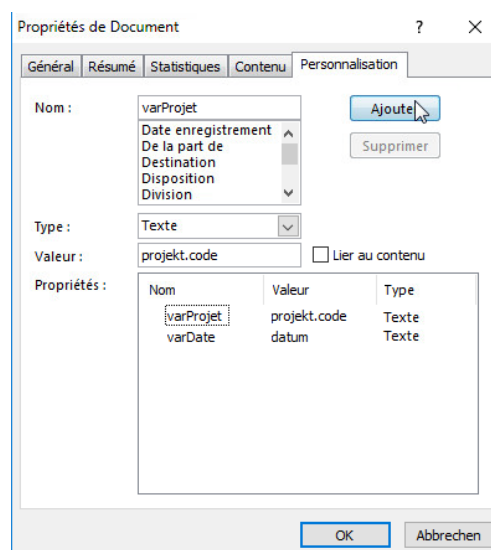 Propriétés de Document ? ×
Général Résumé Statistiques Contenu Personnalisation
Nom : varProjet Ajoute
Date enregistrement
De la part de Supprimer
Destination
Disposition
Division
Type : Texte
Valeur : projekt.code Lier au contenu
Propriétés : Nom Valeur Type
varProjet projekt.code Texte
varDate datum Texte
OK Abbrechen